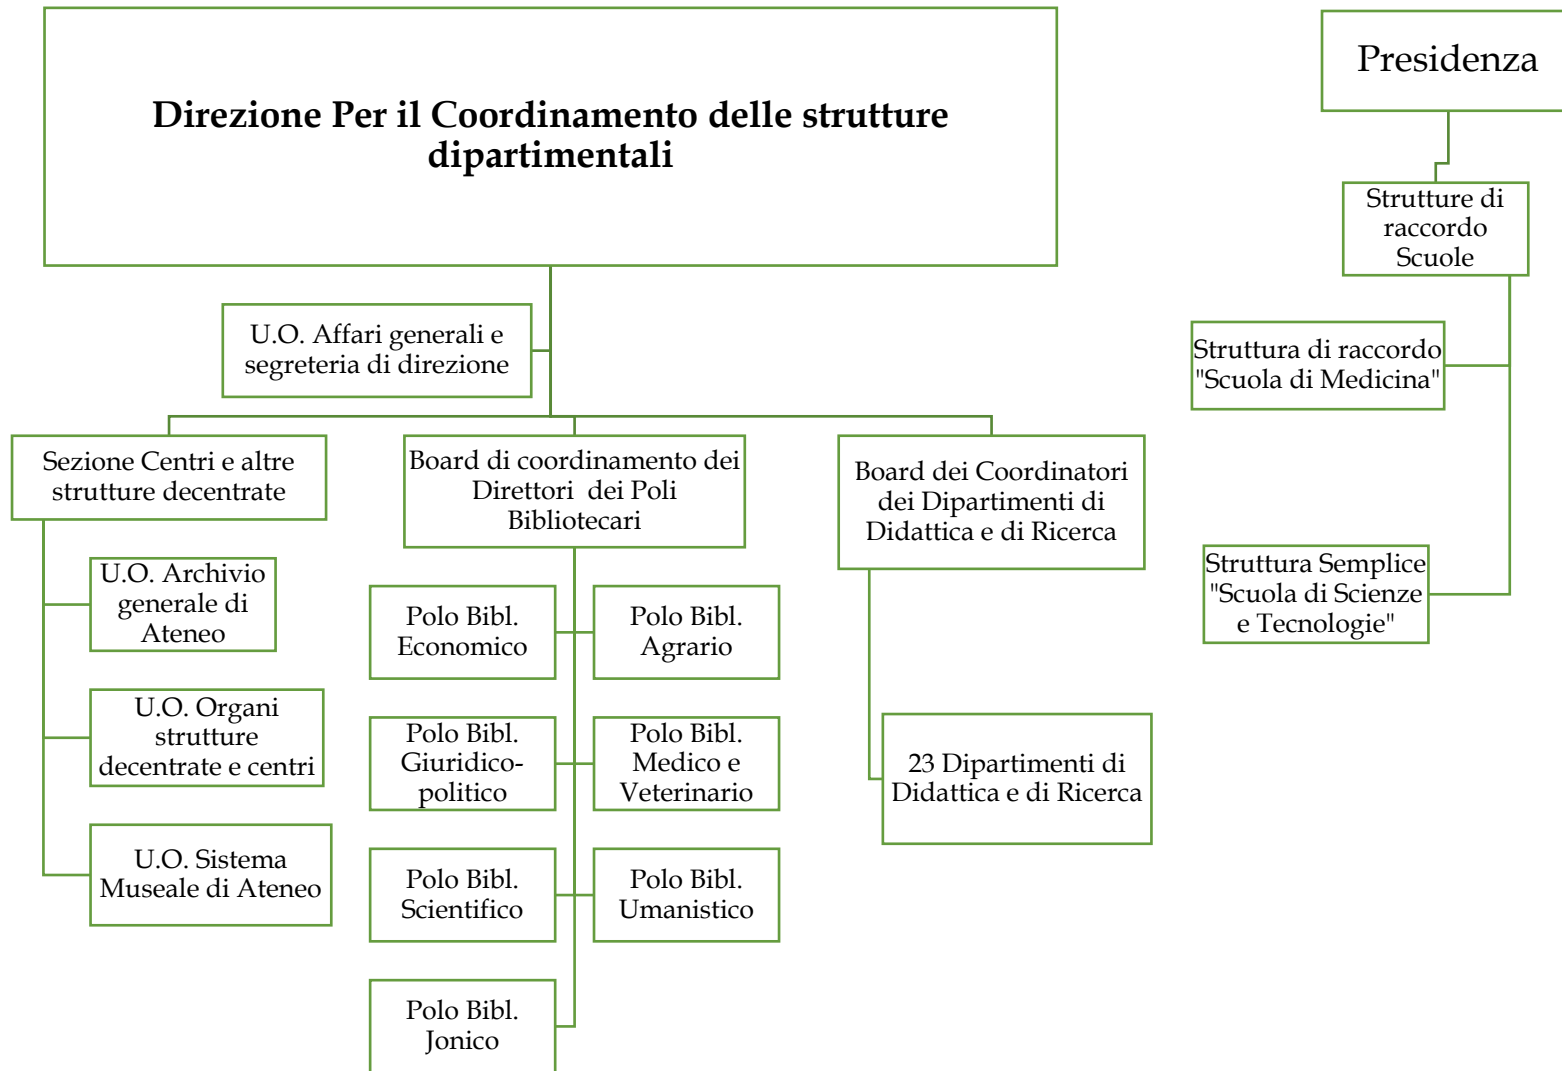 Direzione Per il Coordinamento delle strutture
dipartimentali
Presidenza
Strutture di
raccordo
Scuole
U.O. Affari generali e
segreteria di direzione
Struttura di raccordo
"Scuola di Medicina"
Struttura Semplice
"Scuola di Scienze
e Tecnologie"
Sezione Centri e altre
strutture decentrate
U.O. Archivio
generale di
Ateneo
U.O. Organi
strutture
decentrate e centri
U.O. Sistema
Museale di Ateneo
Board di coordinamento dei
Direttori  dei Poli
Bibliotecari
Polo Bibl.
Economico
Polo Bibl.
Agrario
Polo Bibl.
Giuridico-
politico
Polo Bibl.
Medico e
Veterinario
Polo Bibl.
Scientifico
Polo Bibl.
Umanistico
Polo Bibl.
Jonico
Board dei Coordinatori
dei Dipartimenti di
Didattica e di Ricerca
23 Dipartimenti di
Didattica e di Ricerca